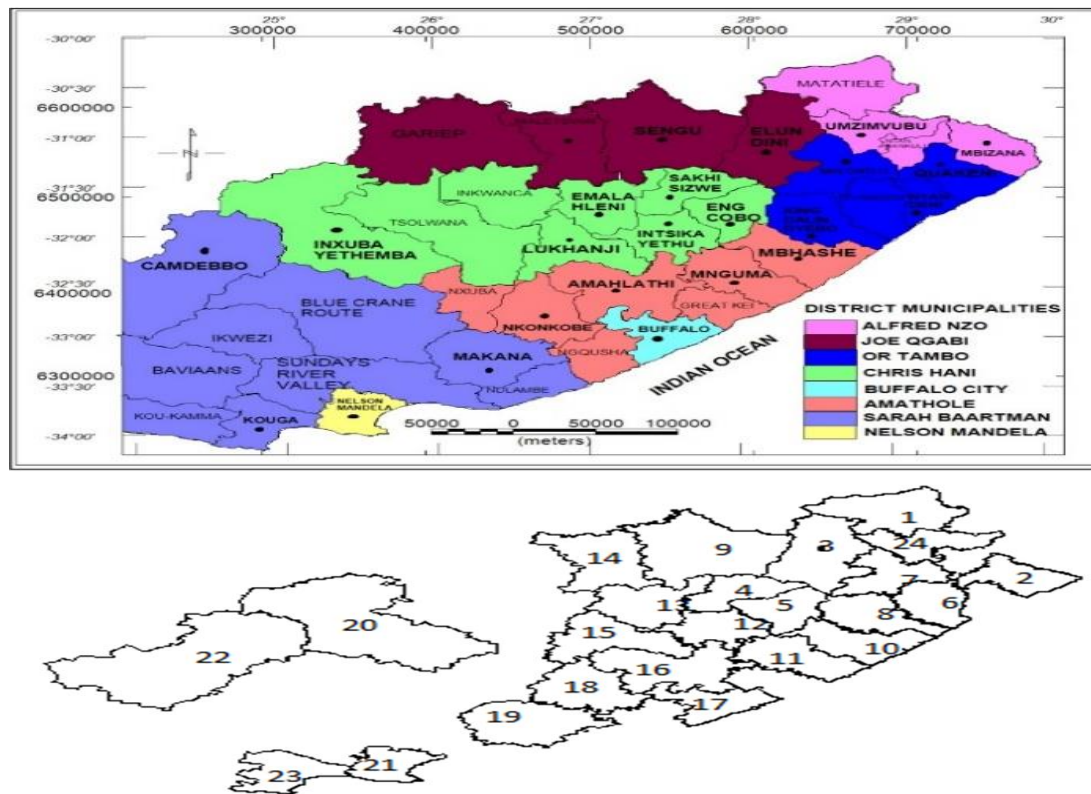 25° 26° 27° 28° 29° 30°
300000 400000 500000 600000 700000
-30°00'
-30°30'
6600000
-31°00'
-31°30'
6500000
-32°00'
-32°30'
6400000
-33°00'
6300000
-33°30'
-34°00'
N
MATATIELE
UMZIMVUBU
MBIZANA
GARIEP
SENGU
ELUN
DINI
SAKHI
SIZWE
INKWANCA
EMALA
HLENI
ENG
COBO
TSOLWANA
INTSIKA
YETHU
INXUBA
YETHEMBA
LUKHANJI
MBHASHE
CAMDEBBO
MNGUMA
AMAHLATHI
NXUBA
GREAT KEI
BLUE CRANE
ROUTE
NKONKOBE
BUFFALO
IKWEZI
NGQUSHA
MAKANA
BAVIAANS
SUNDAYS
RIVER
VALLEY
NDLAMBE
NELSON
MANDELA
KOU-KAMMA
KOUGA
INDIAN OCEAN
50000 0 50000 100000
(meters)
DISTRICT MUNICIPALITIES
ALFRED NZO
JOE QGABI
OR TAMBO
CHRIS HANI
BUFFALO CITY
AMATHOLE
SARAH BAARTMAN
NELSON MANDELA
1
24
14
9
3
2
7
4
13
5
6
8
20
12
15
10
22
16
11
18
17
19
21
23